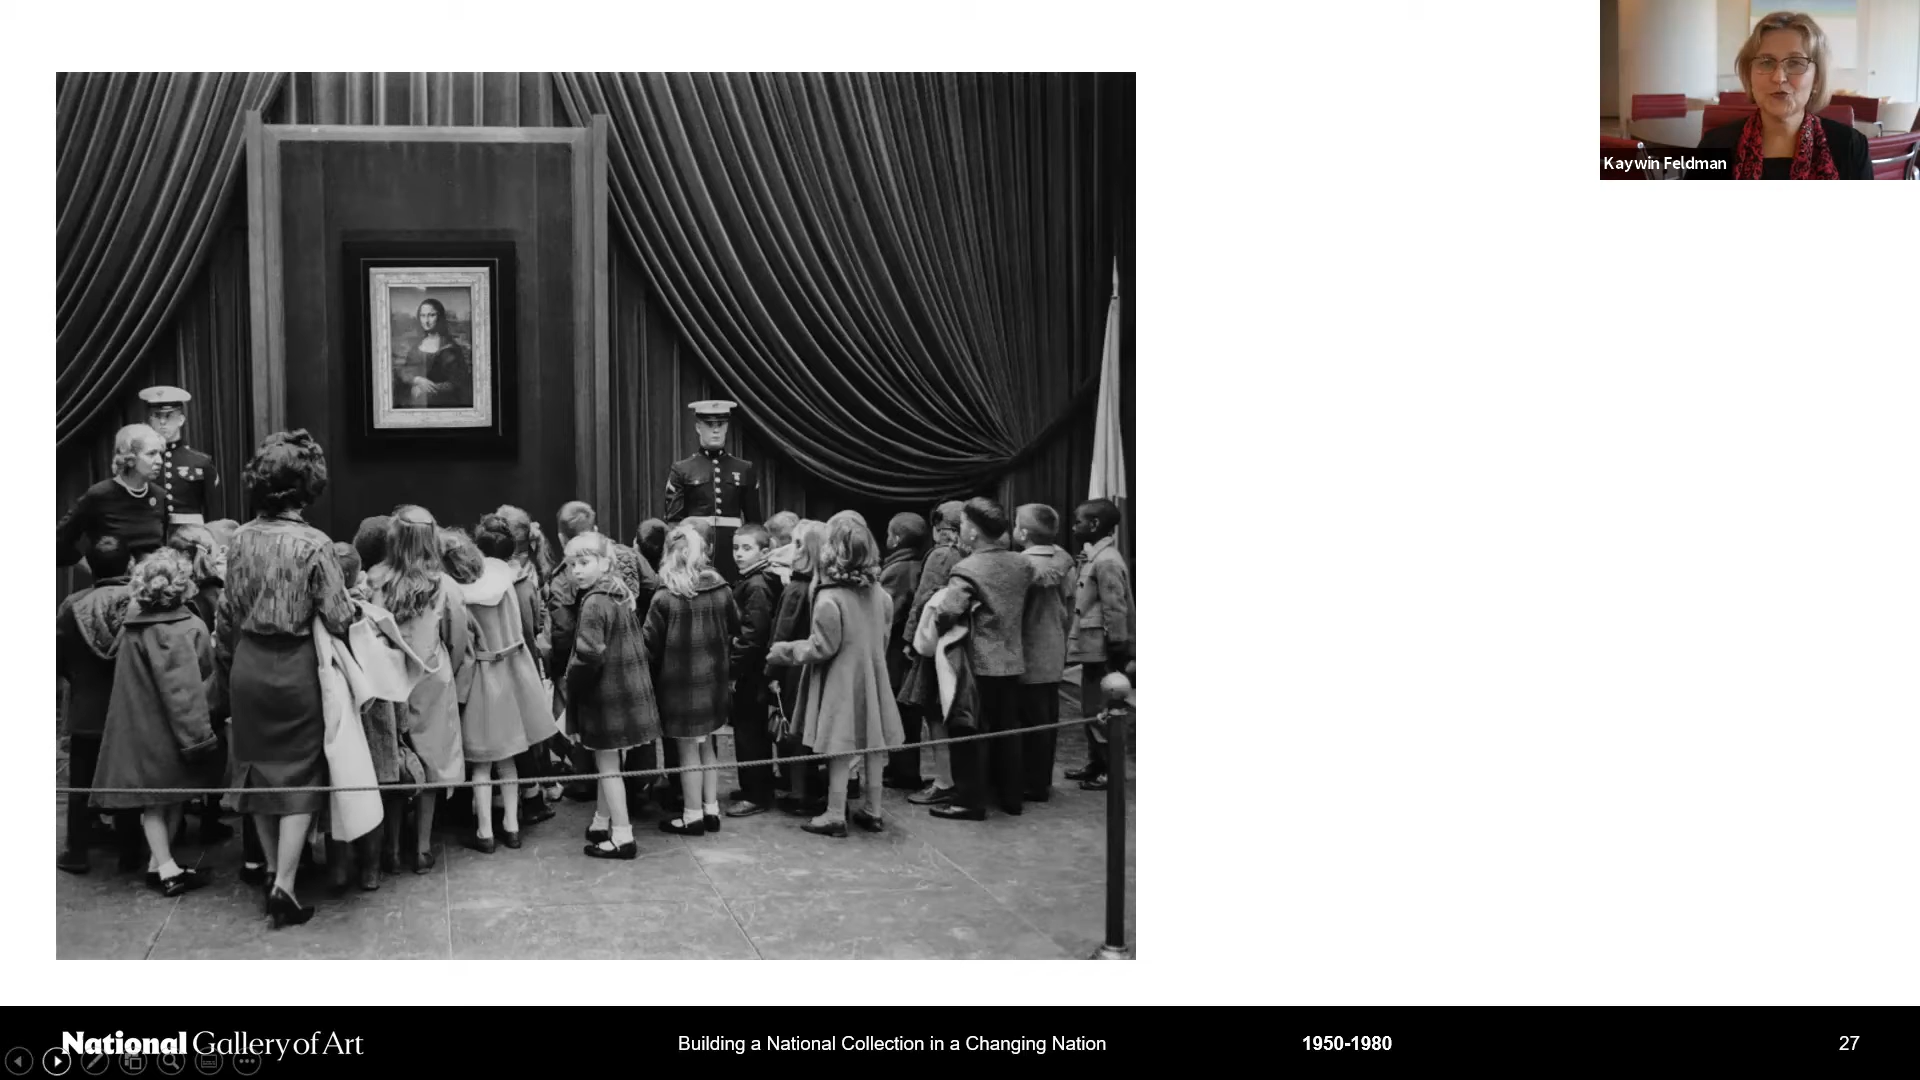 Kaywin Feldman
National Gallery of Art
Building a National Collection in a Changing Nation
1950-1980
27